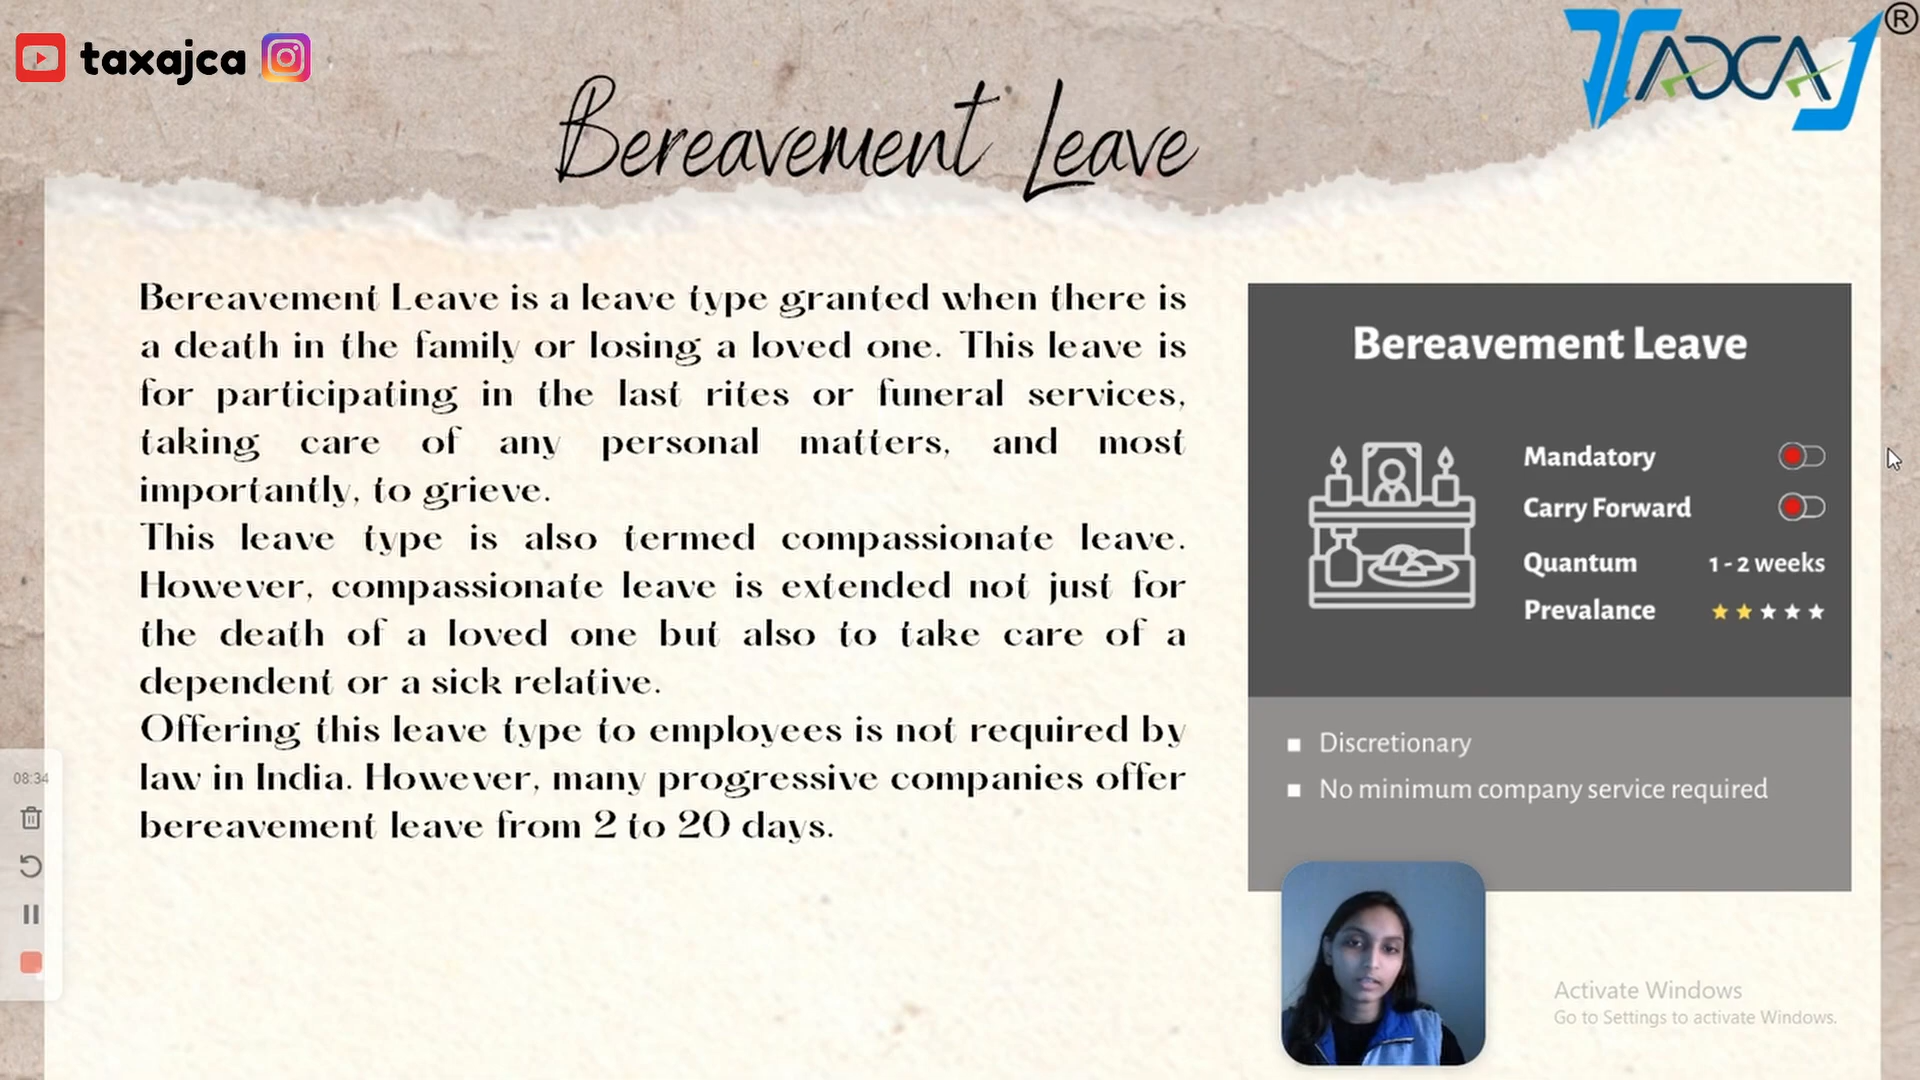 taxajca
TAXAJ
®
Bereavement Leave
Bereavement Leave is a leave type granted when there is
a death in the family or losing a loved one. This leave is
for participating in the last rites or funeral services,
taking care of any personal matters, and most
importantly, to grieve.
This leave type is also termed compassionate leave.
However, compassionate leave is extended not just for
the death of a loved one but also to take care of a
dependent or a sick relative.
Offering this leave type to employees is not required by
law in India. However, many progressive companies offer
bereavement leave from 2 to 20 days.
Bereavement Leave
Mandatory
Carry Forward
Quantum 1 - 2 weeks
Prevalance
Discretionary
No minimum company service required
08:34
Activate Windows
Go to Settings to activate Windows.